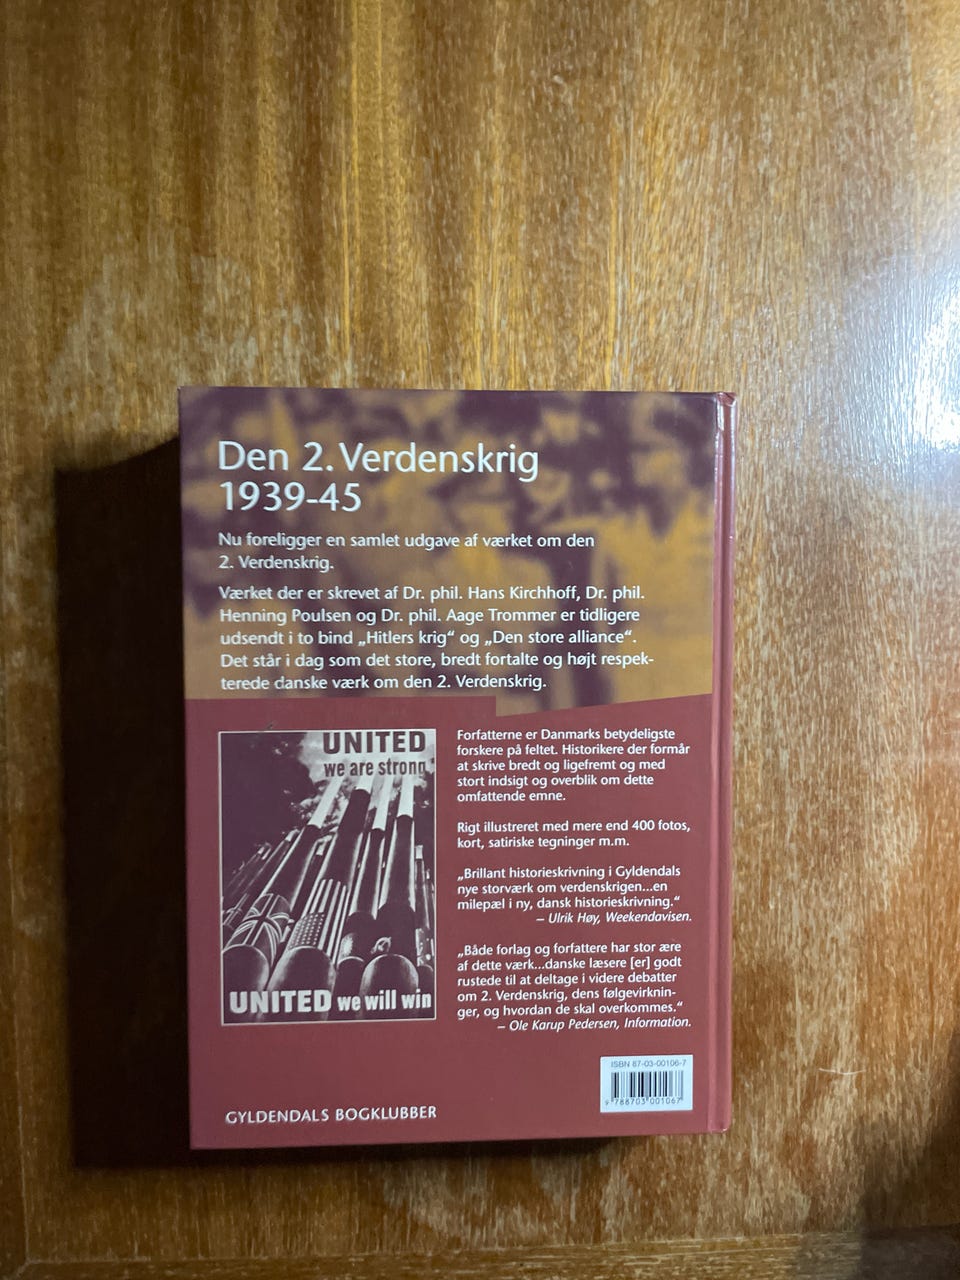 Den 2. Verdenskrig
1939-45
Nu foreligger en samlet udgave af værket om den
2. Verdenskrig.
Værket der er skrevet af Dr. phil. Hans Kirchhoff, Dr. phil.
Henning Poulsen og Dr. phil. Aage Trommer er tidligere
udsendt i to bind „Hitlers krig“ og „Den store alliance“.
Det står i dag som det store, bredt fortalte og højt respek-
terede danske værk om den 2. Verdenskrig.
UNITED
we are strong
UNITED we will win
Forfatterne er Danmarks betydeligste
forskere på feltet. Historikere der formår
at skrive bredt og ligefremt og med
stort indsigt og overblik om dette
omfattende emne.
Rigt illustreret med mere end 400 fotos,
kort, satiriske tegninger m.m.
„Brillant historieskrivning i Gyldendals
nye storværk om verdenskrigen...en
milepæl i ny, dansk historieskrivning.“
– Ulrik Høy, Weekendavisen.
„Både forlag og forfattere har stor ære
af dette værk...danske læsere [er] godt
rustede til at deltage i videre debatter
om 2. Verdenskrig, dens følgevirknin-
ger, og hvordan de skal overkommes.“
– Ole Karup Pedersen, Information.
GYLDENDALS BOGKLUBBER
ISBN 87-03-00106-7
9 788703 001067